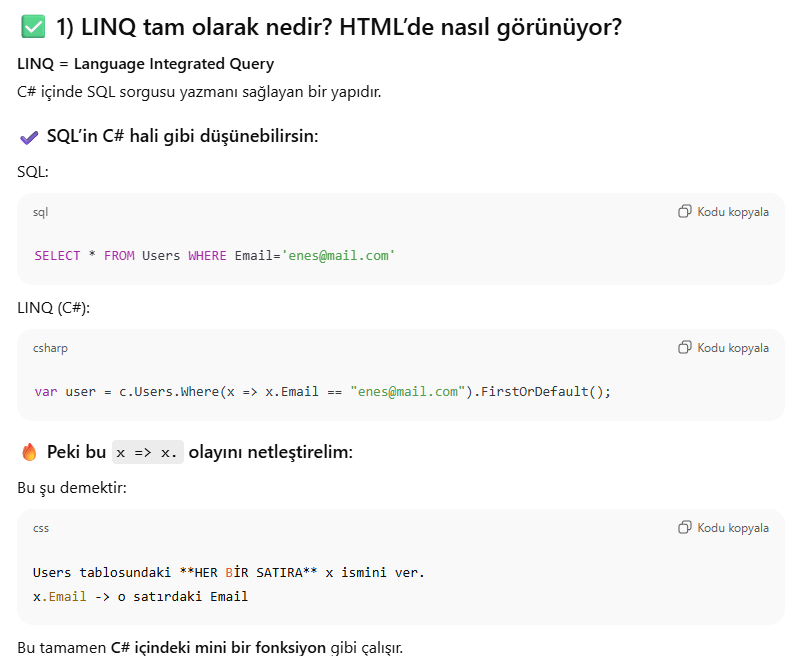 ✅ 1) LINQ tam olarak nedir? HTML’de nasıl görünüyor?
LINQ = Language Integrated Query
C# içinde SQL sorgusu yazmanı sağlayan bir yapıdır.
✔ SQL’in C# hali gibi düşünebilirsin:
SQL:
sql
Kodu kopyala
SELECT * FROM Users WHERE Email='enes@mail.com'
LINQ (C#):
csharp
Kodu kopyala
var user = c.Users.Where(x => x.Email == "enes@mail.com").FirstOrDefault();
🔥 Peki bu x => x. olayını netleştirelim:
Bu şu demektir:
css
Kodu kopyala
Users tablosundaki **HER BİR SATIRA** x ismini ver.
x.Email -> o satırdaki Email
Bu tamamen C# içindeki mini bir fonksiyon gibi çalışır.